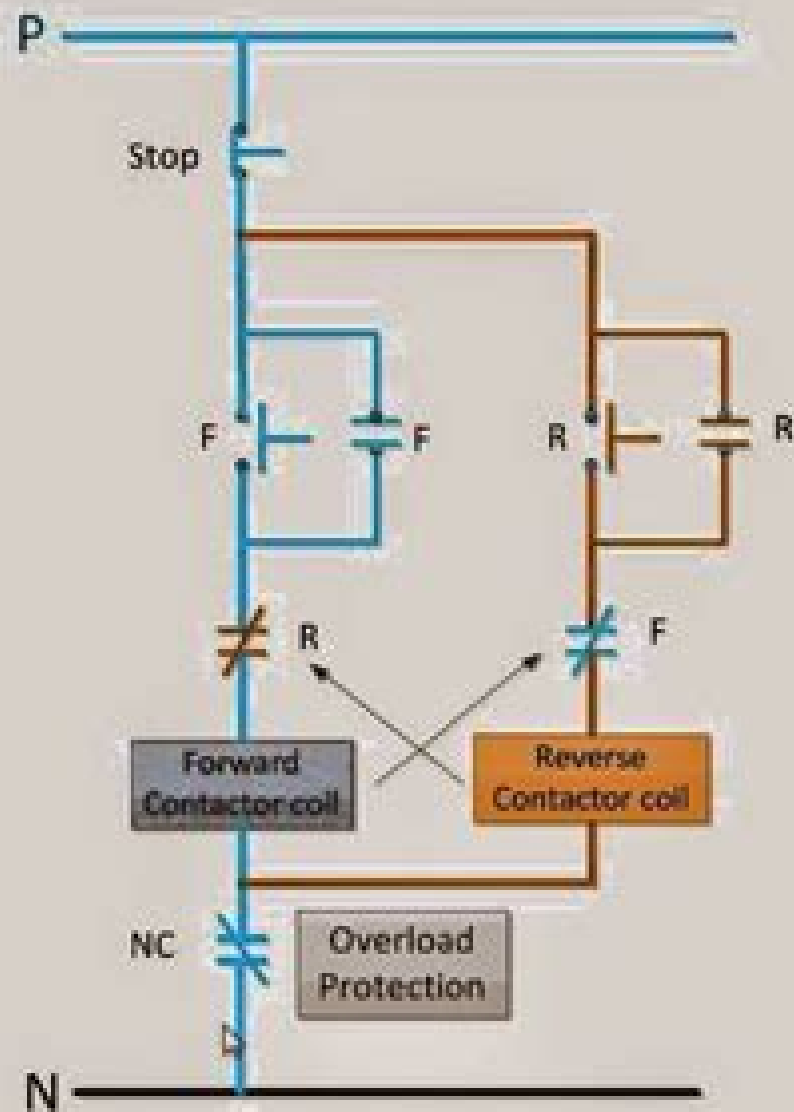 P
Stop
F
F
R
R
R
F
Forward
Contactor coil
Reverse
Contactor coil
NC
Overload
Protection
N